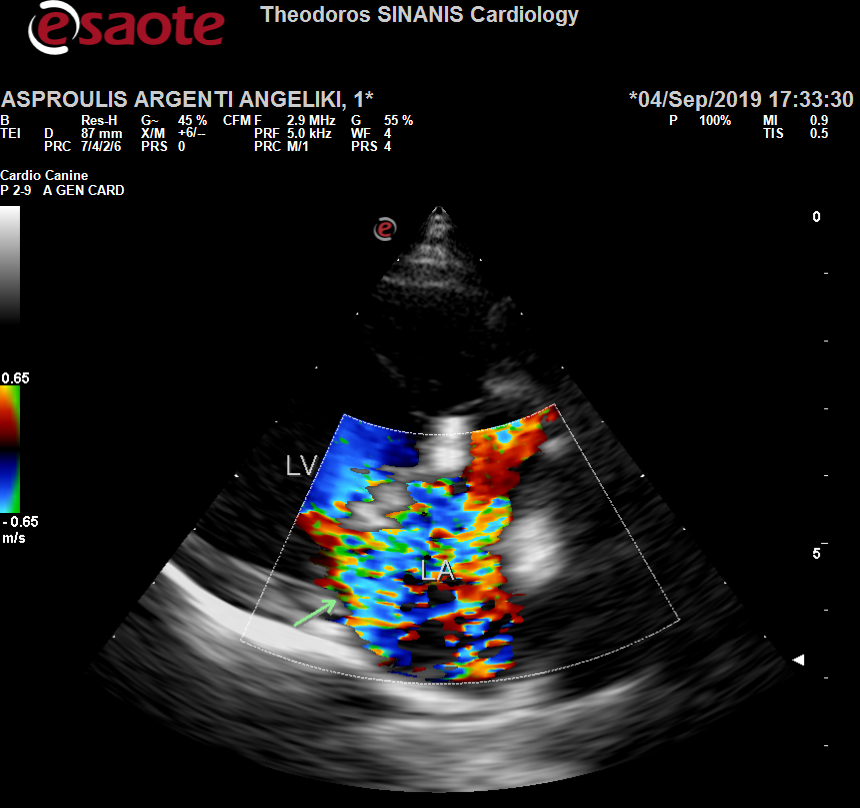 esaote
Theodoros SINANIS Cardiology
ASPROULIS ARGENTI ANGELIKI, 1*
*04/Sep/2019 17:33:30
B Res-H G~ 45 % CFM F 2.9 MHz G 55 % P 100% MI 0.9
TEI D 87 mm X/M +6/-- PRF 5.0 kHz WF 4 TIS 0.5
PRC 7/4/2/6 PRS 0 PRC M/1 PRS 4
Cardio Canine
P 2-9 A GEN CARD
e
0
0.65
LV
-0.65
m/s
5
LA